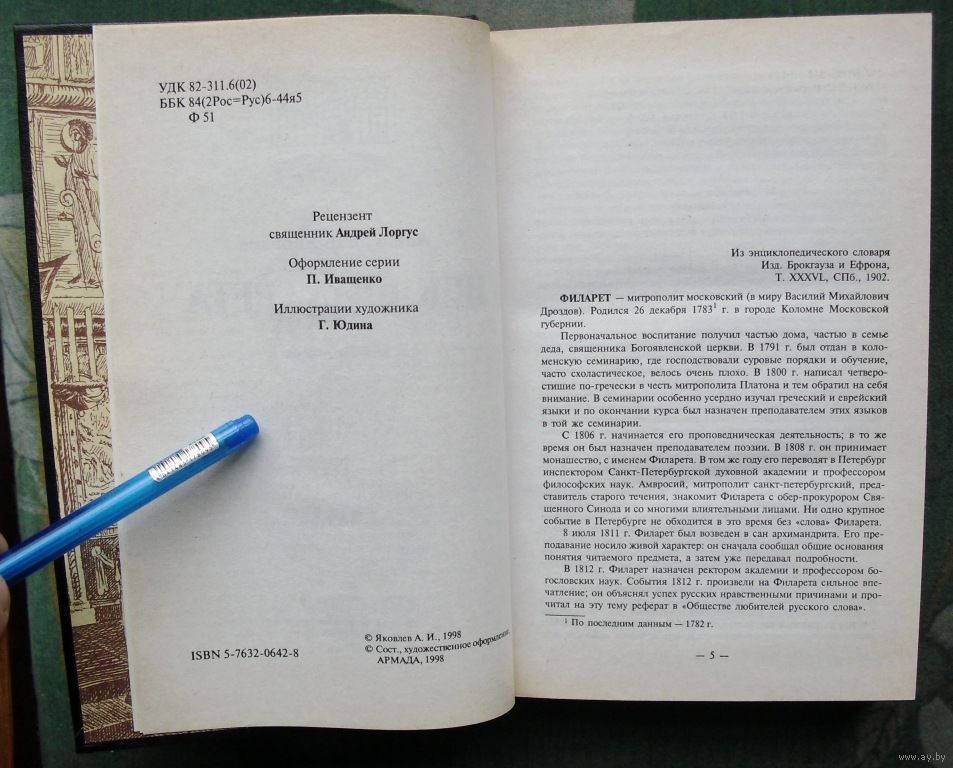 УДК 82-311.6(02)
ББК 84(2Рос=Рус)6-44я5
Ф 51
Рецензент
священник Андрей Лоргус
Оформление серии
П. Иващенко
Иллюстрации художника
Г. Юдина
© Яковлев А. И., 1998
© Сост., художественное оформление.
АРМАДА, 1998
ISBN 5-7632-0642-8
Из энциклопедического словаря
Изд. Брокгауза и Ефрона,
Т. XXXVL, СПб., 1902.
ФИЛАРЕТ — митрополит московский (в миру Василий Михайлович
Дроздов). Родился 26 декабря 1783¹ г. в городе Коломне Московской
губернии.
Первоначальное воспитание получил частью дома, частью в семье
деда, священника Богоявленской церкви. В 1791 г. был отдан в коло-
менскую семинарию, где господствовали суровые порядки и обучение,
часто схоластическое, велось очень плохо. В 1800 г. написал четверо-
стишие по-гречески в честь митрополита Платона и тем обратил на себя
внимание. В семинарии особенно усердно изучал греческий и еврейский
языки и по окончании курса был назначен преподавателем этих языков
в той же семинарии.
С 1806 г. начинается его проповедническая деятельность; в то же
время он был назначен преподавателем поэзии. В 1808 г. он принимает
монашество, с именем Филарета. В том же году его переводят в Петербург
инспектором Санкт-Петербургской духовной академии и профессором
философских наук. Амвросий, митрополит санкт-петербургский, пред-
ставитель старого течения, знакомит Филарета с обер-прокурором Свя-
щенного Синода и со многими влиятельными лицами. Ни одно крупное
событие в Петербурге не обходится в это время без «слова» Филарета.
8 июля 1811 г. Филарет был возведен в сан архимандрита. Его пре-
подавание носило живой характер: он сначала сообщал общие основания
понятия читаемого предмета, а затем уже передавал подробности.
В 1812 г. Филарет назначен ректором академии и профессором бо-
гословских наук. События 1812 г. произвели на Филарета сильное впе-
чатление; он объяснял успех русских нравственными причинами и про-
читал на эту тему реферат в «Обществе любителей русского слова».
¹ По последним данным — 1782 г.
— 5 —
www.ay.by